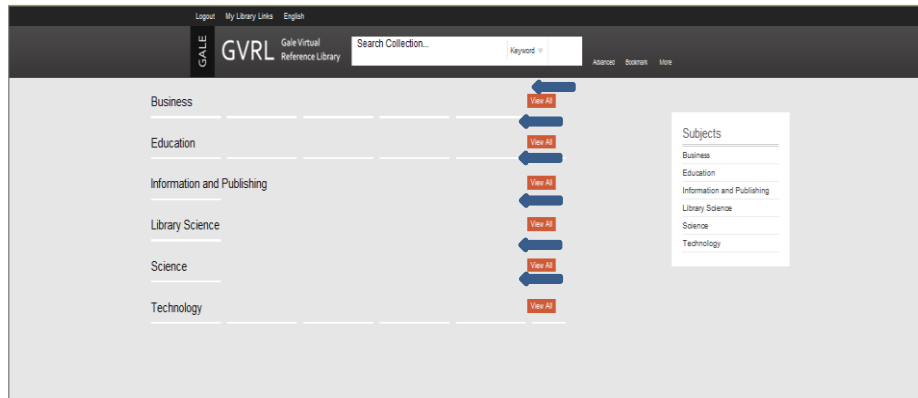 Logout My Library Links English
GALE
GVRL
Gale Virtual
Reference Library
Search Collection...
Keyword
Advanced Bookmark More
Business
View All
Education
View All
Information and Publishing
View All
Library Science
View All
Science
View All
Technology
View All
Subjects
Business
Education
Information and Publishing
Library Science
Science
Technology